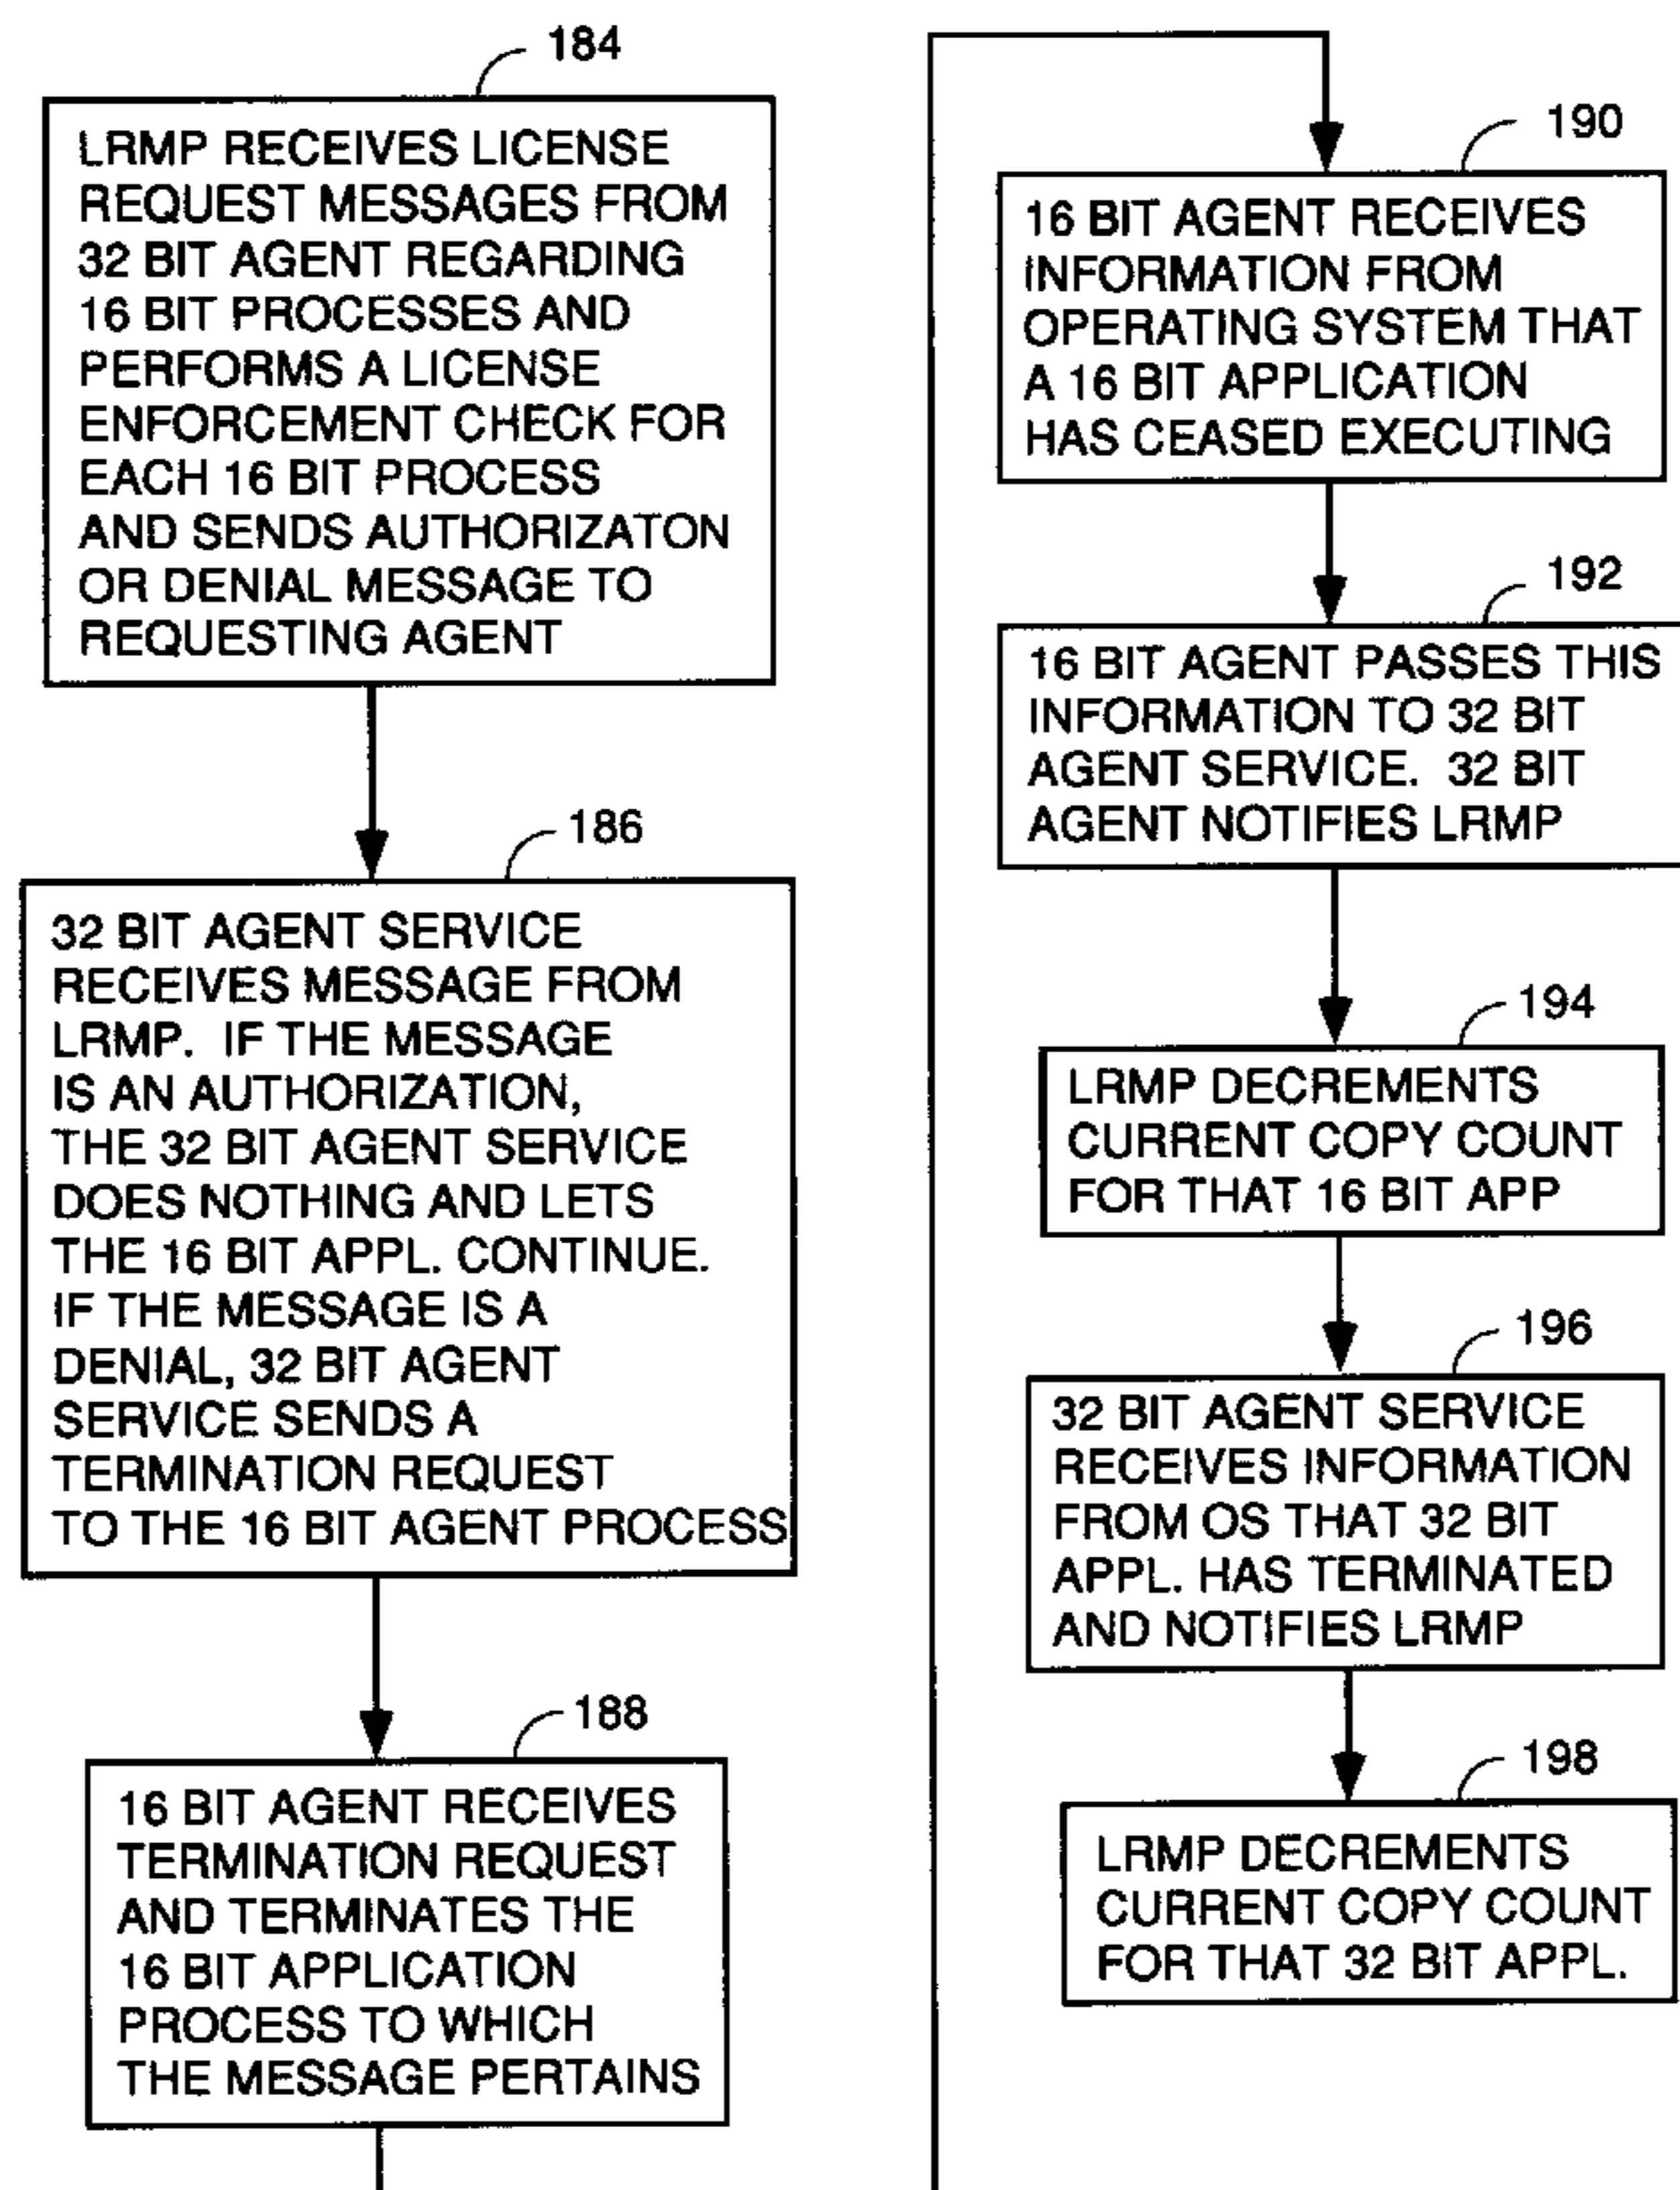 184
LRMP RECEIVES LICENSE
REQUEST MESSAGES FROM
32 BIT AGENT REGARDING
16 BIT PROCESSES AND
PERFORMS A LICENSE
ENFORCEMENT CHECK FOR
EACH 16 BIT PROCESS
AND SENDS AUTHORIZATON
OR DENIAL MESSAGE TO
REQUESTING AGENT
186
32 BIT AGENT SERVICE
RECEIVES MESSAGE FROM
LRMP. IF THE MESSAGE
IS AN AUTHORIZATION,
THE 32 BIT AGENT SERVICE
DOES NOTHING AND LETS
THE 16 BIT APPL. CONTINUE.
IF THE MESSAGE IS A
DENIAL, 32 BIT AGENT
SERVICE SENDS A
TERMINATION REQUEST
TO THE 16 BIT AGENT PROCESS
188
16 BIT AGENT RECEIVES
TERMINATION REQUEST
AND TERMINATES THE
16 BIT APPLICATION
PROCESS TO WHICH
THE MESSAGE PERTAINS
190
16 BIT AGENT RECEIVES
INFORMATION FROM
OPERATING SYSTEM THAT
A 16 BIT APPLICATION
HAS CEASED EXECUTING
192
16 BIT AGENT PASSES THIS
INFORMATION TO 32 BIT
AGENT SERVICE. 32 BIT
AGENT NOTIFIES LRMP
194
LRMP DECREMENTS
CURRENT COPY COUNT
FOR THAT 16 BIT APP
196
32 BIT AGENT SERVICE
RECEIVES INFORMATION
FROM OS THAT 32 BIT
APPL. HAS TERMINATED
AND NOTIFIES LRMP
198
LRMP DECREMENTS
CURRENT COPY COUNT
FOR THAT 32 BIT APPL.